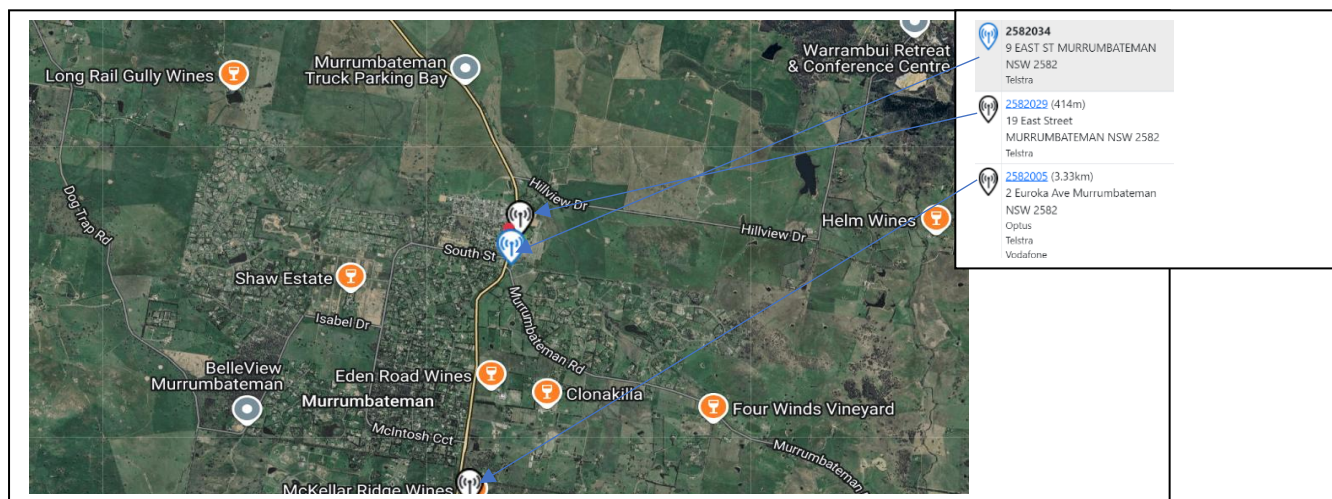 Warrambui Retreat
& Conference Centre
Murrumbateman
Truck Parking Bay
Long Rail Gully Wines
Dog Trap Rd
Hillview Dr
Hillview Dr
Helm Wines
South St
Shaw Estate
Isabel Dr
Murrumbateman Rd
BelleView
Murrumbateman
Eden Road Wines
Murrumbateman
Clonakilla
Four Winds Vineyard
McIntosh Cct
Murrumbateman
McKellar Ridge Wines
2582034
9 EAST ST MURRUMBATEMAN
NSW 2582
Telstra
2582029 (414m)
19 East Street
MURRUMBATEMAN NSW 2582
Telstra
2582005 (3.33km)
2 Euroka Ave Murrumbateman
NSW 2582
Optus
Telstra
Vodafone